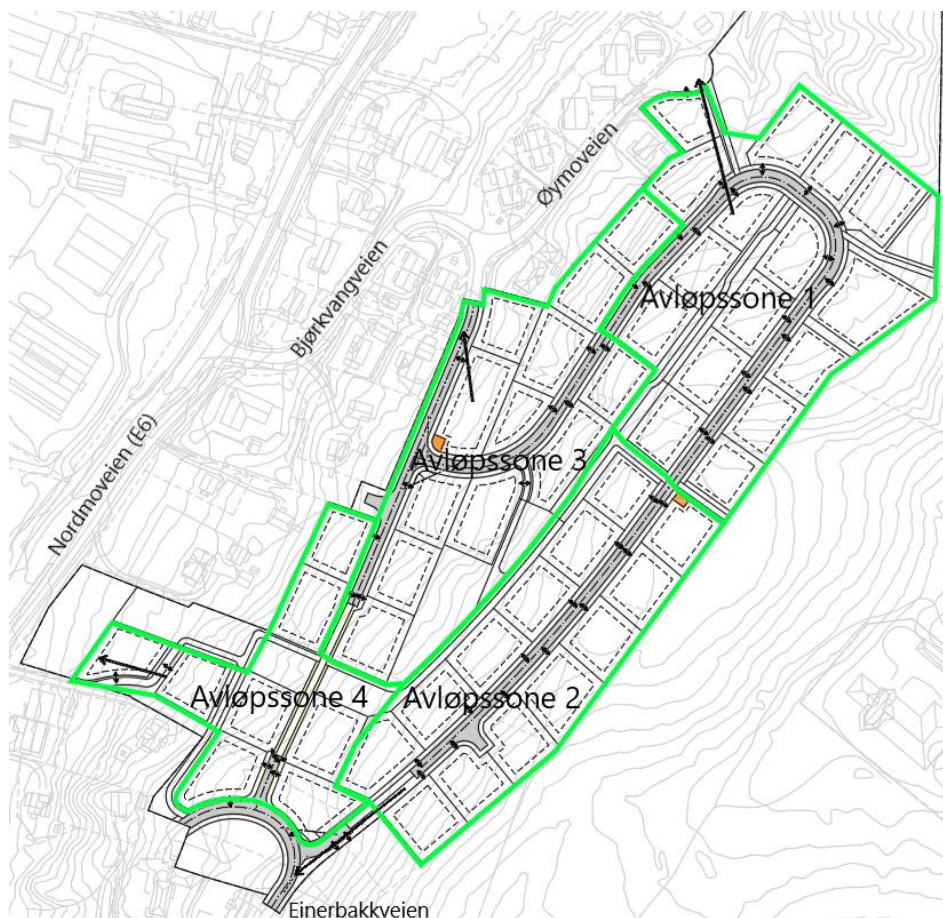 Øymoveien
Bjørkvangveien
Avløpssone 1
Nordmoveien (E6)
Avløpssone 3
Avløpssone 4
Avløpssone 2
Einerbakkveien